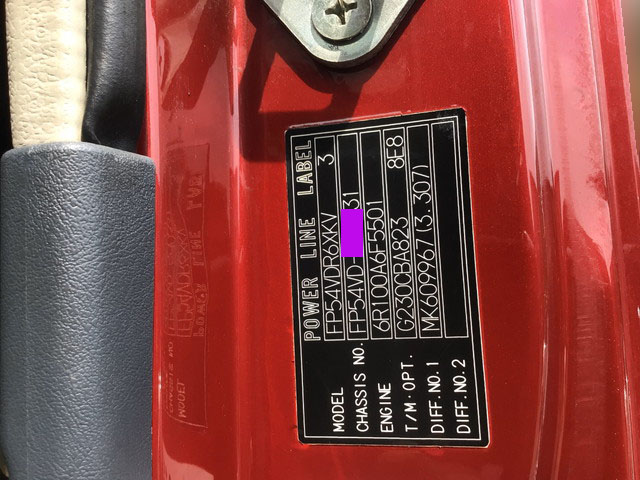 POWER LINE LABEL
MODEL FP54VDR6XKV 3
CHASSIS NO. FP54VD- 31
ENGINE 6R100A6F5501
T/M·OPT. G230CBA823 8E8
DIFF.NO.1 MK609967 (3.307)
DIFF.NO.2